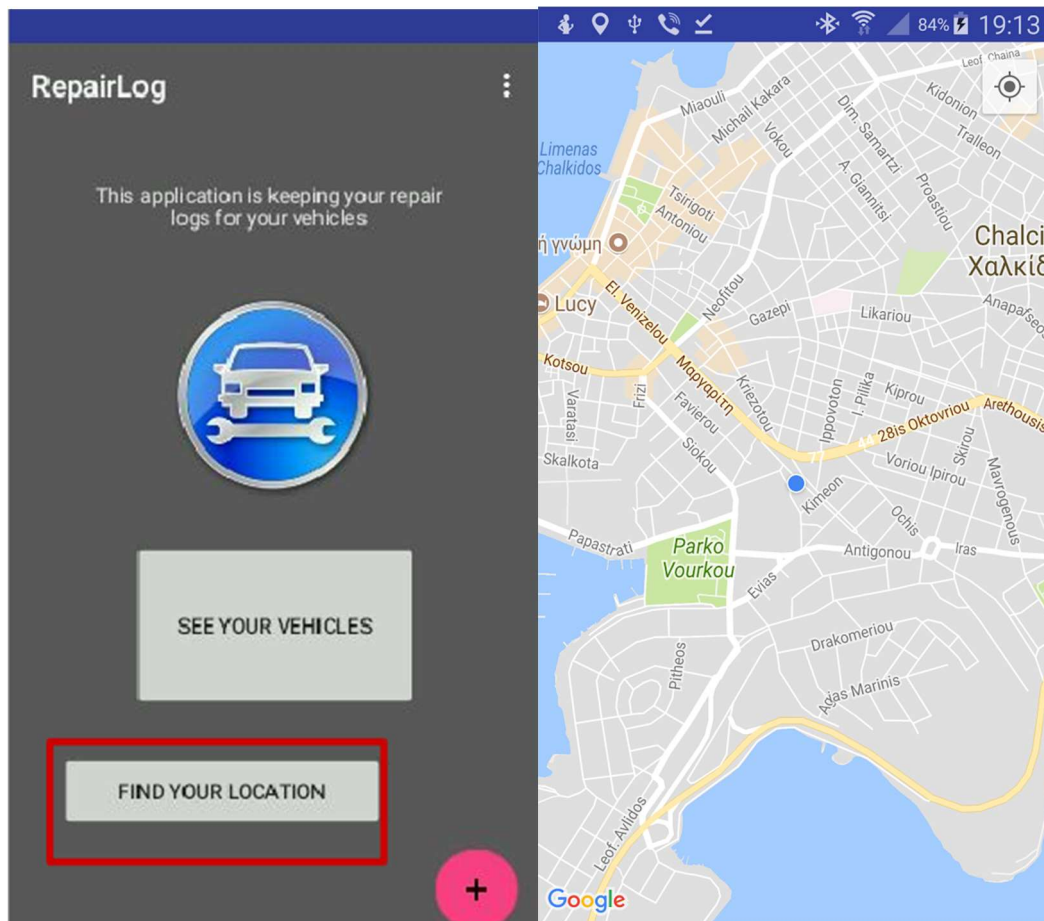 RepairLog
This application is keeping your repair
logs for your vehicles
SEE YOUR VEHICLES
FIND YOUR LOCATION
+
84% 19:13
Leof. Chaina
Miaouli
Michail Kakara
Kidonion
Vokou
Dim. Samartzi
Tralleon
Limenas
Chalkidos
A. Giannitsi
Proastiou
Tsirigoti
Antoniou
ή γνώμη
Chalci
Χαλκίδ
Lucy
El. Venizelou
Neofitou
Gazepi
Likariou
Anapafseos
Kotsou
Μαργαρίτη
Frizi
Varatasi
Favierou
Kriezotou
Ippovoton
I. Pilika
Kiprou
Arethousis
28is Oktovriou
44
77
Siokou
Skirou
Skalkota
Voriou Ipirou
Mavrogenous
Kimeon
Ochis
Papastrati
Parko
Vourkou
Antigonou
Iras
Evias
Drakomeriou
Pitheos
Agias Marinis
Leof. Avlidos
Google